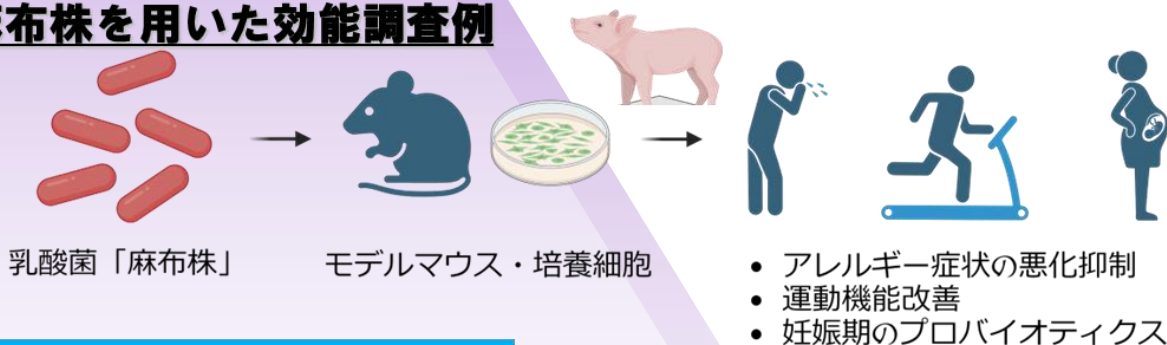 布株を用いた効能調査例
乳酸菌「麻布株」
モデルマウス・培養細胞
• アレルギー症状の悪化抑制
• 運動機能改善
• 妊娠期のプロバイオティクス